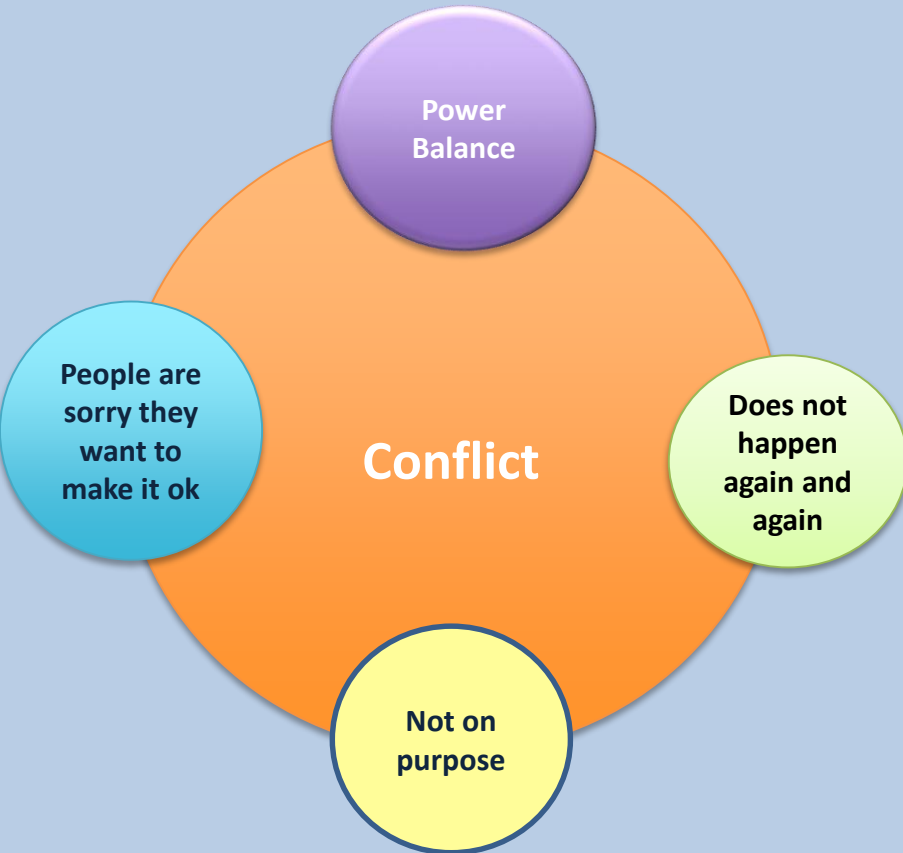 Power
Balance
People are
sorry they
want to
make it ok
Conflict
Does not
happen
again and
again
Not on
purpose